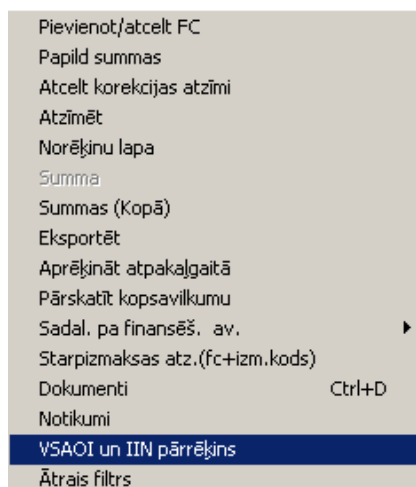 Pievienot/atcelt FC
Papild summas
Atcelt korekcijas atzīmi
Atzīmēt
Norēķinu lapa
Summa
Summas (Kopā)
Eksportēt
Aprēķināt atpakaļgaitā
Pārskatīt kopsavilkumu
Sadal. pa finansēš. av.
Starpizmaksas atz.(fc+izm.kods)
Dokumenti Ctrl+D
Notikumi
VSAOI un IIN pārrēķins
Ātrais filtrs